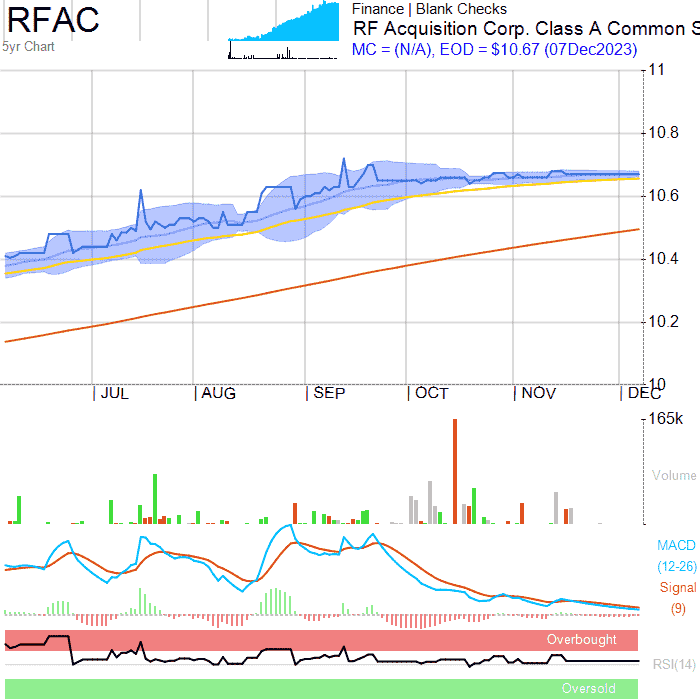 RFAC
5yr Chart
Finance | Blank Checks
RF Acquisition Corp. Class A Common S
MC = (N/A), EOD = $10.67 (07Dec2023)
11
10.8
10.6
10.4
10.2
10
JUL AUG SEP OCT NOV DEC
165k
Volume
MACD
(12-26)
Signal
(9)
Overbought
RSI(14)
Oversold